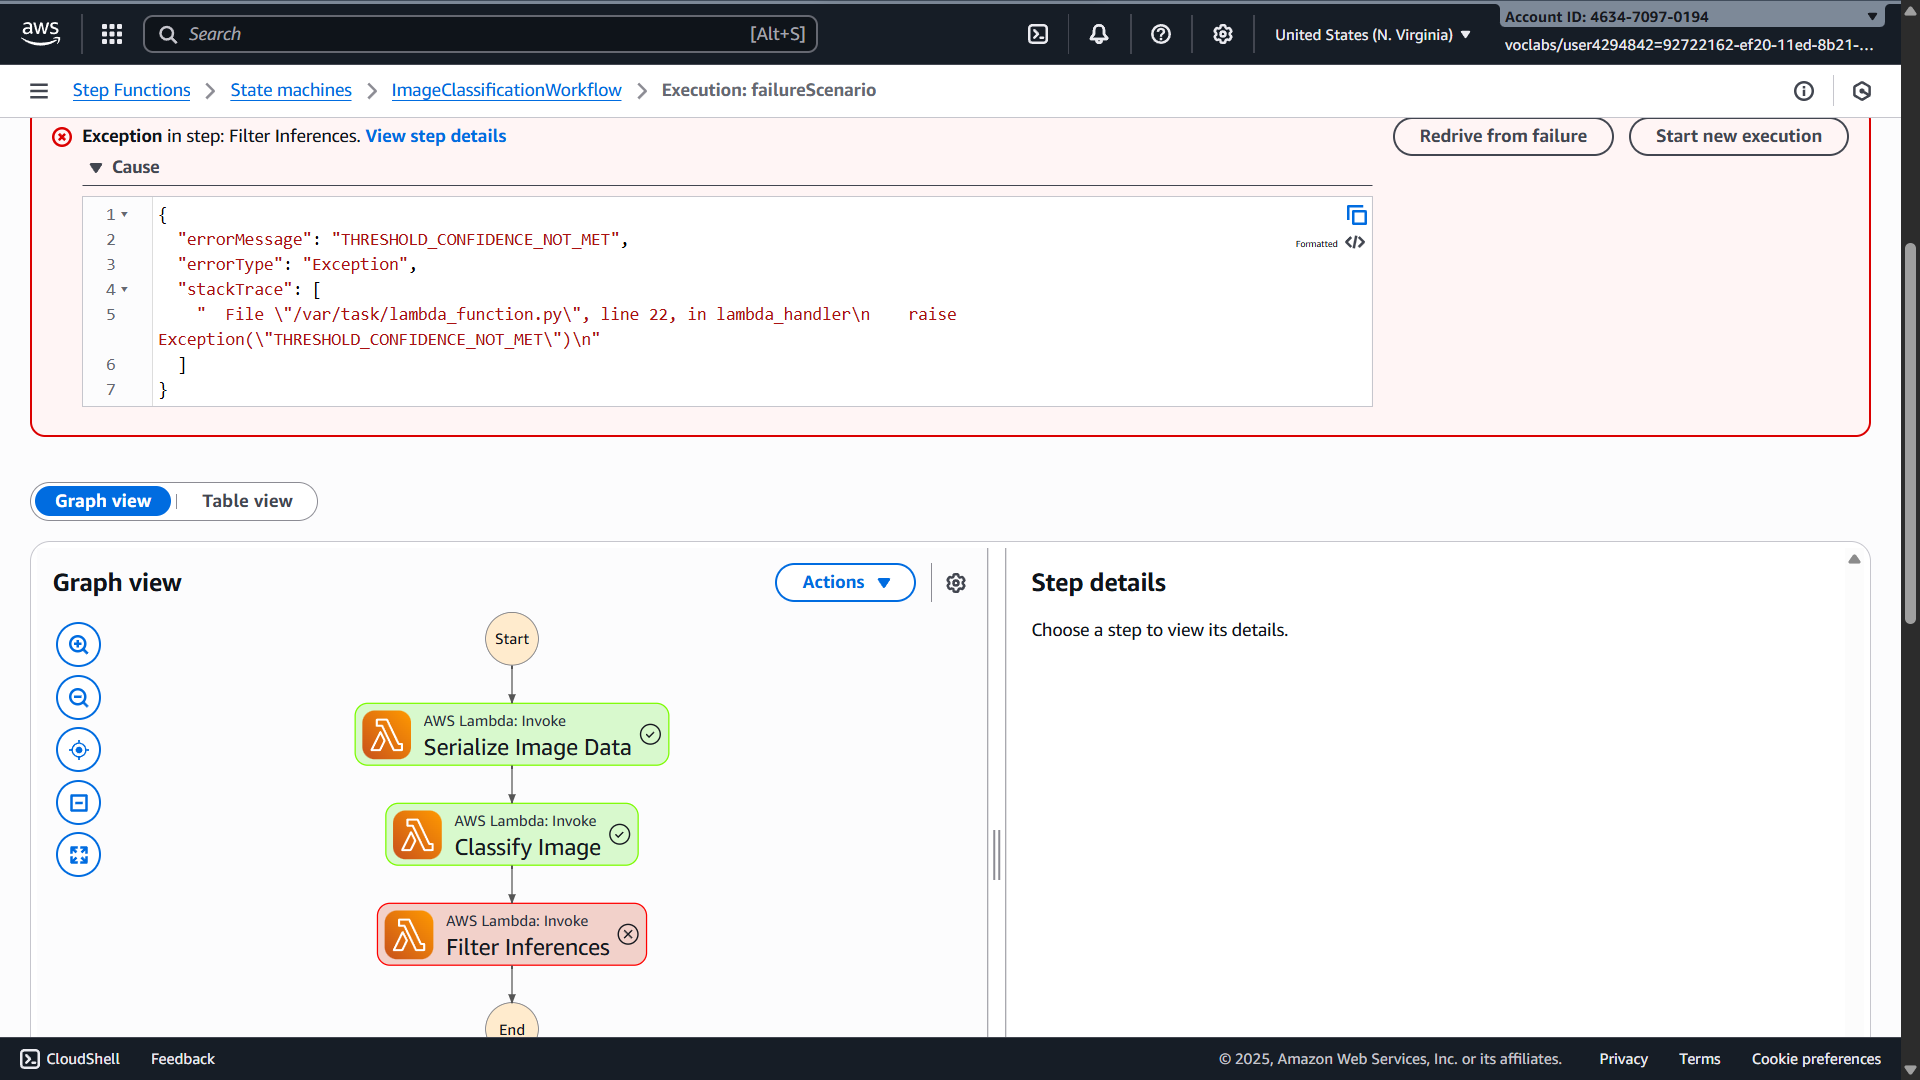 aws
Search
[Alt+S]
United States (N. Virginia)
Account ID: 4634-7097-0194
voclabs/user4294842=92722162-ef20-11ed-8b21-...
Step Functions
State machines
ImageClassificationWorkflow
Execution: failureScenario
Exception in step: Filter Inferences. View step details
Redrive from failure
Start new execution
Cause
Formatted
1 {
2 "errorMessage": "THRESHOLD_CONFIDENCE_NOT_MET",
3 "errorType": "Exception",
4 "stackTrace": [
5 "  File \"/var/task/lambda_function.py\", line 22, in lambda_handler\n    raise
Exception(\"THRESHOLD_CONFIDENCE_NOT_MET\")\n"
6 ]
7 }
Graph view
Table view
Graph view
Actions
Start
AWS Lambda: Invoke
Serialize Image Data
AWS Lambda: Invoke
Classify Image
AWS Lambda: Invoke
Filter Inferences
End
Step details
Choose a step to view its details.
CloudShell
Feedback
© 2025, Amazon Web Services, Inc. or its affiliates.
Privacy
Terms
Cookie preferences